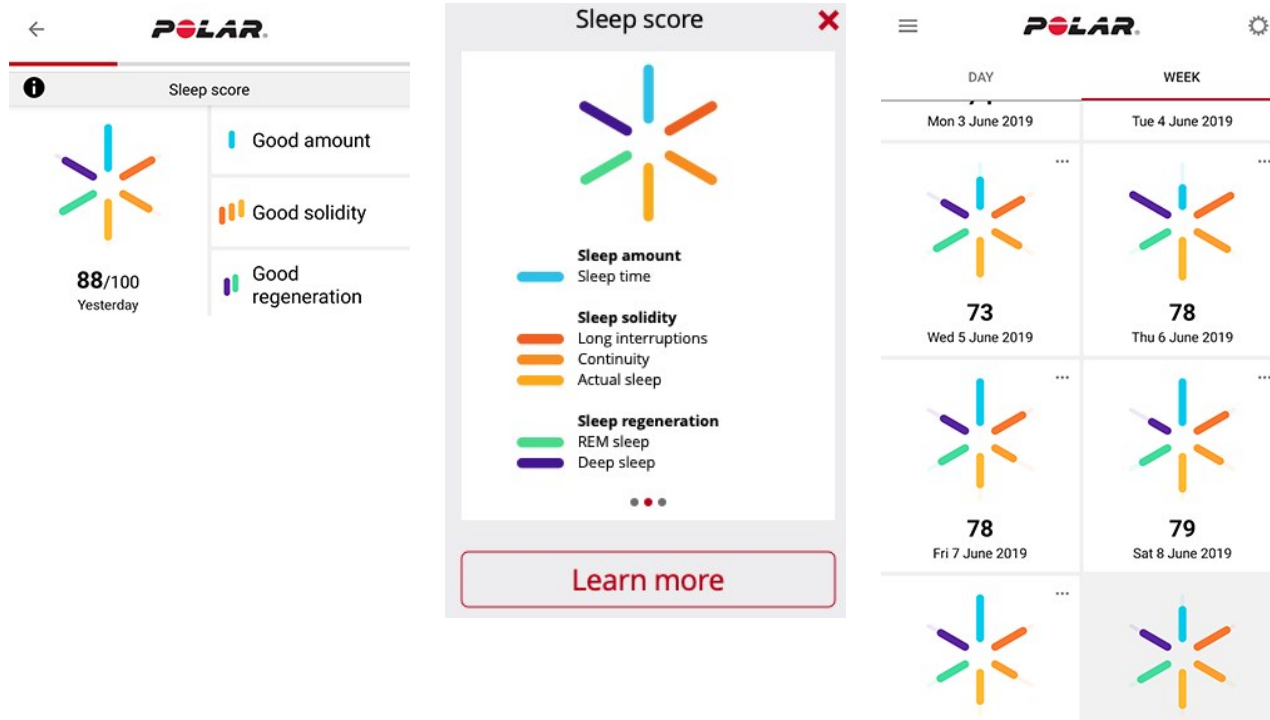 POLAR.
Sleep score
Good amount
Good solidity
Good
regeneration
88/100
Yesterday
Sleep score
Sleep amount
Sleep time
Sleep solidity
Long interruptions
Continuity
Actual sleep
Sleep regeneration
REM sleep
Deep sleep
Learn more
POLAR.
DAY WEEK
Mon 3 June 2019 Tue 4 June 2019
73 78
Wed 5 June 2019 Thu 6 June 2019
78 79
Fri 7 June 2019 Sat 8 June 2019